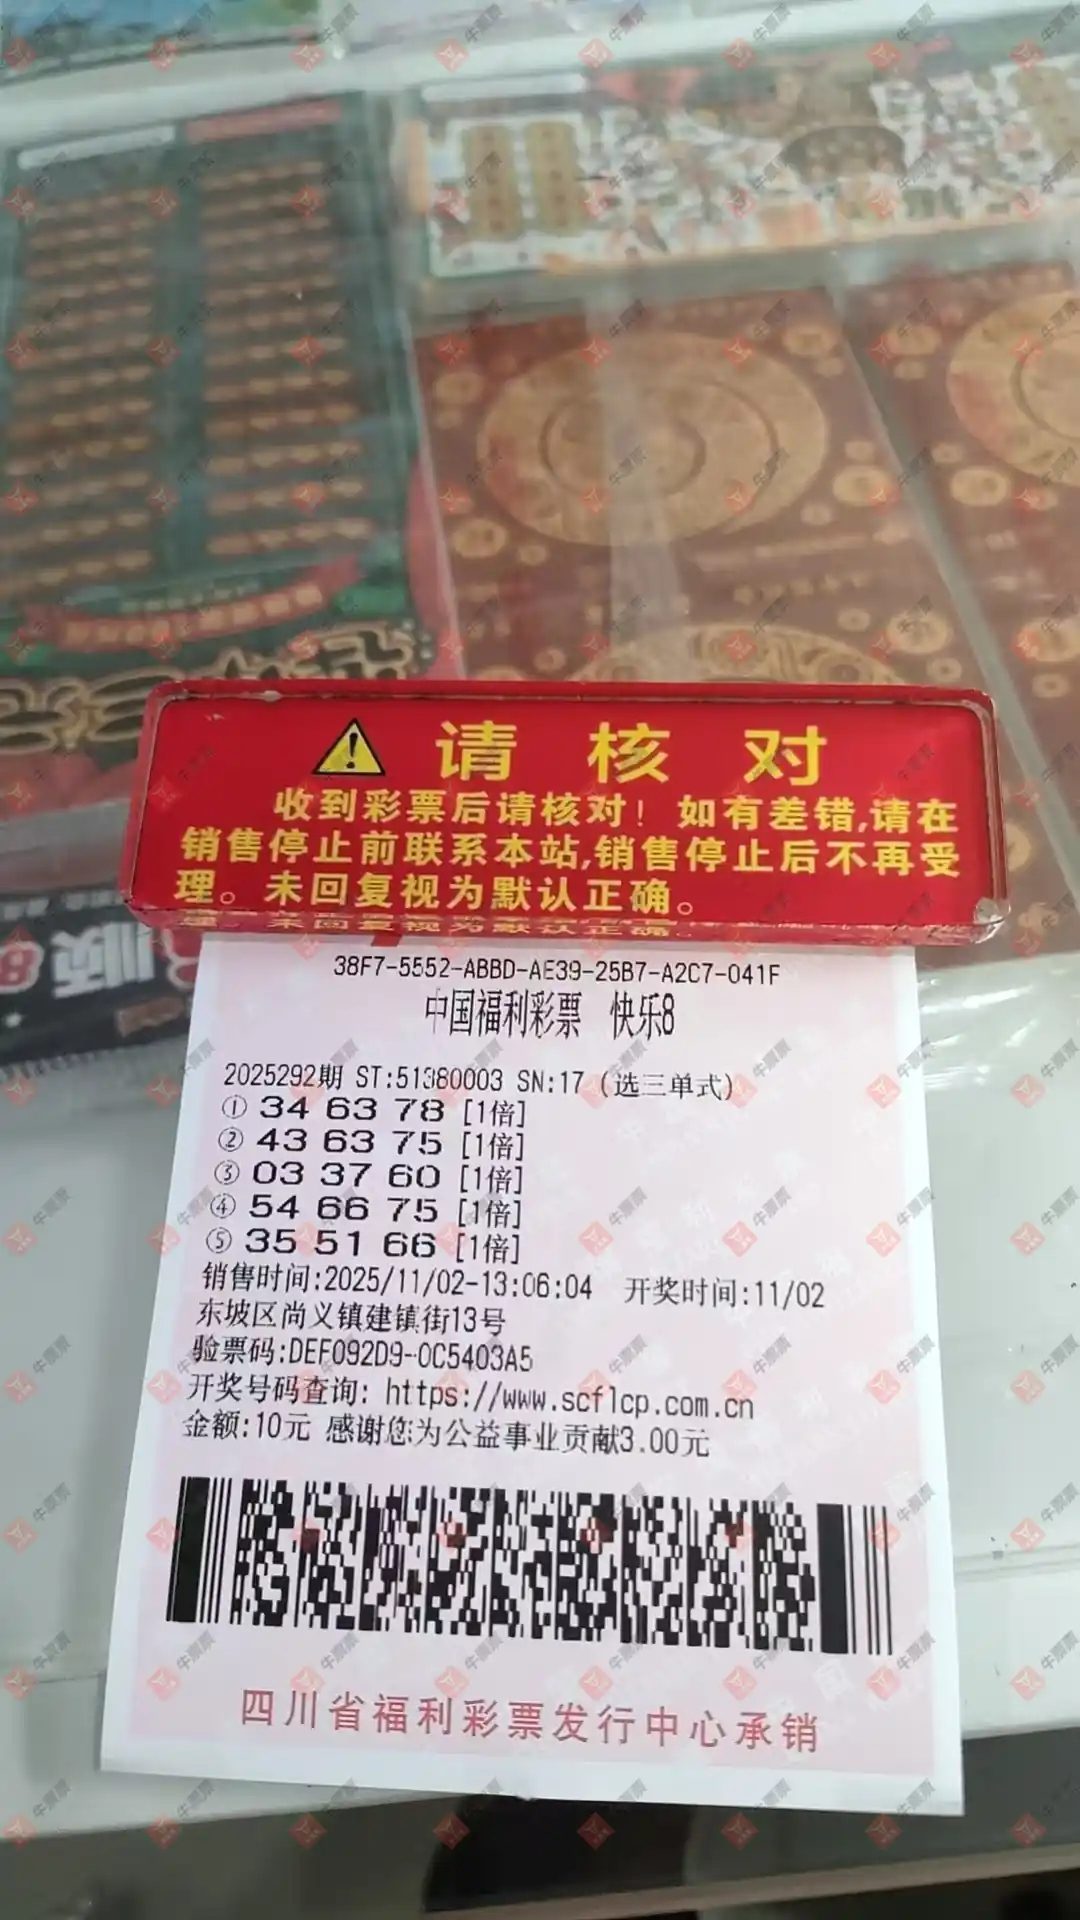 请核对
收到彩票后请核对！如有差错,请在
销售停止前联系本站,销售停止后不再受
理。未回复视为默认正确。
38F7-5552-ABBD-AE39-25B7-A2C7-041F
中国福利彩票 快乐8
2025292期 ST:51380003 SN:17 (选三单式)
① 34 63 78 [1倍]
② 43 63 75 [1倍]
③ 03 37 60 [1倍]
④ 54 66 75 [1倍]
⑤ 35 51 66 [1倍]
销售时间:2025/11/02-13:06:04 开奖时间:11/02
东坡区尚义镇建镇街13号
验票码:DEF092D9-0C5403A5
开奖号码查询: https://www.scflcp.com.cn
金额:10元 感谢您为公益事业贡献3.00元
四川省福利彩票发行中心承销
牛票票